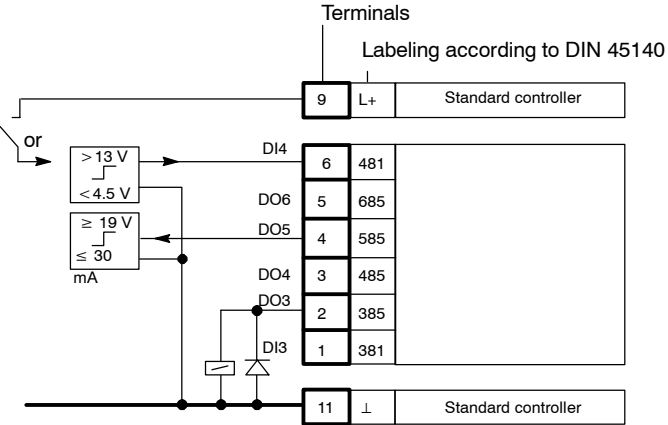 Terminals
Labeling according to DIN 45140
9 L+ Standard controller
or
> 13 V
< 4.5 V
DI4 6 481
DO6 5 685
≥ 19 V
≤ 30
mA
DO5 4 585
DO4 3 485
DO3 2 385
DI3 1 381
11 ⊥ Standard controller